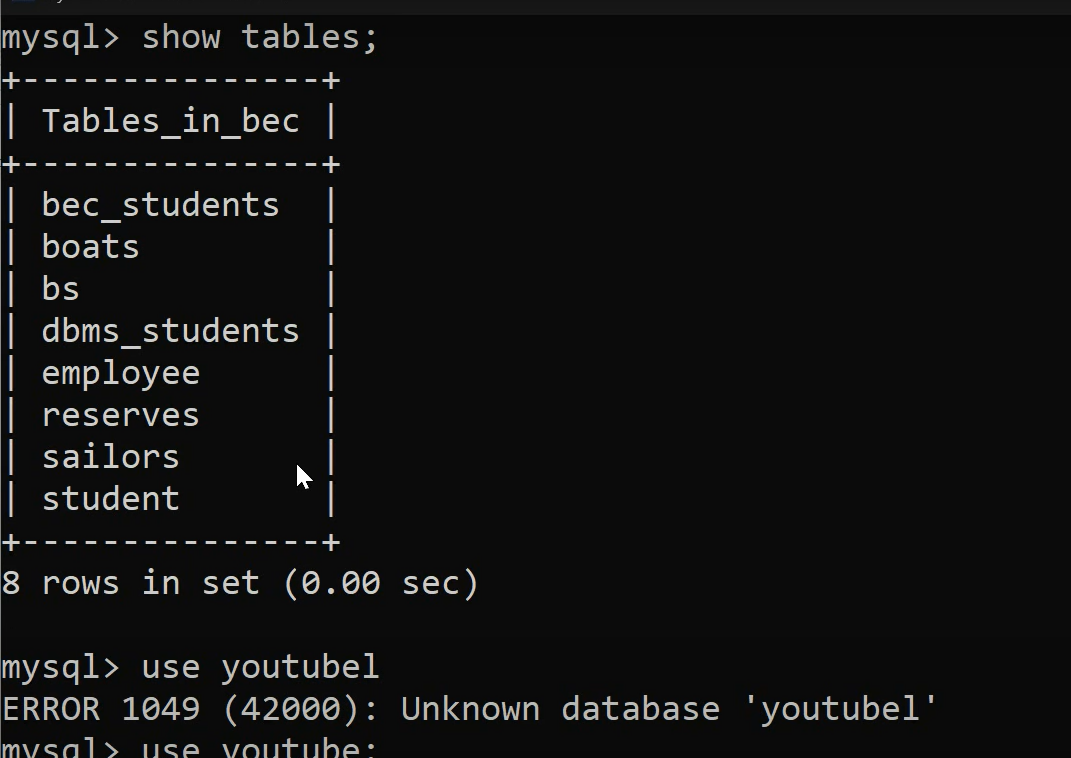 mysql> show tables;
+---------------+
| Tables_in_bec |
+---------------+
| bec_students  |
| boats         |
| bs            |
| dbms_students |
| employee      |
| reserves      |
| sailors       |
| student       |
+---------------+
8 rows in set (0.00 sec)
mysql> use youtubel
ERROR 1049 (42000): Unknown database 'youtubel'
mysql> use youtube;